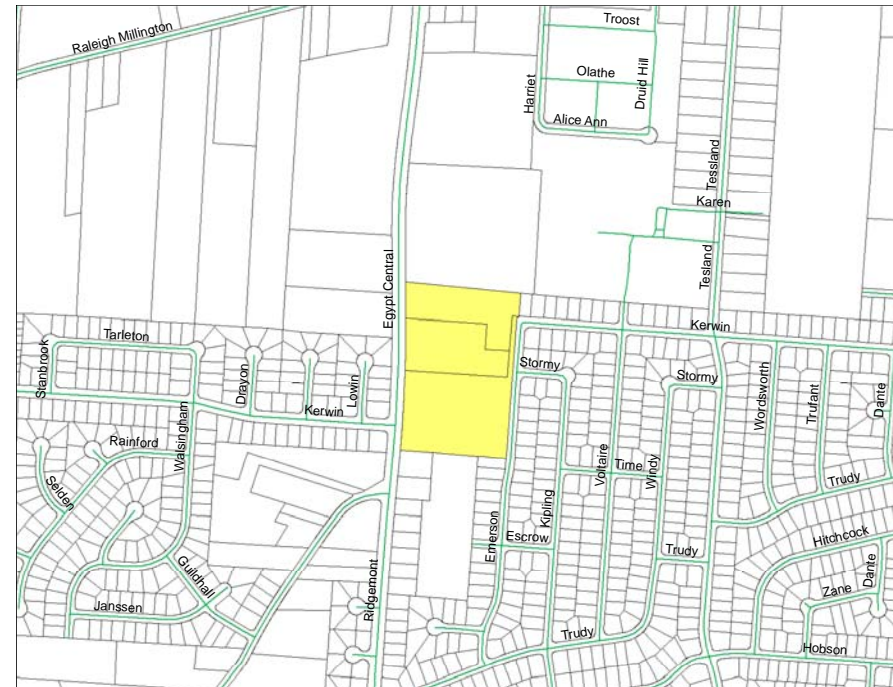 Troost
Raleigh Millington
Olathe
Druid Hill
Harriet
Alice Ann
Tessland
Karen
Egypt Central
Tesland
Kerwin
Tarleton
Stanbrook
Stormy
Drayon
Lowin
Stormy
Wordsworth
Trufant
Dante
Kerwin
Walsingham
Rainford
Voltaire
Time
Windy
Selden
Trudy
Kipling
Emerson
Escrow
Hitchcock
Trudy
Guildhall
Ridgemont
Dante
Zane
Janssen
Trudy
Hobson